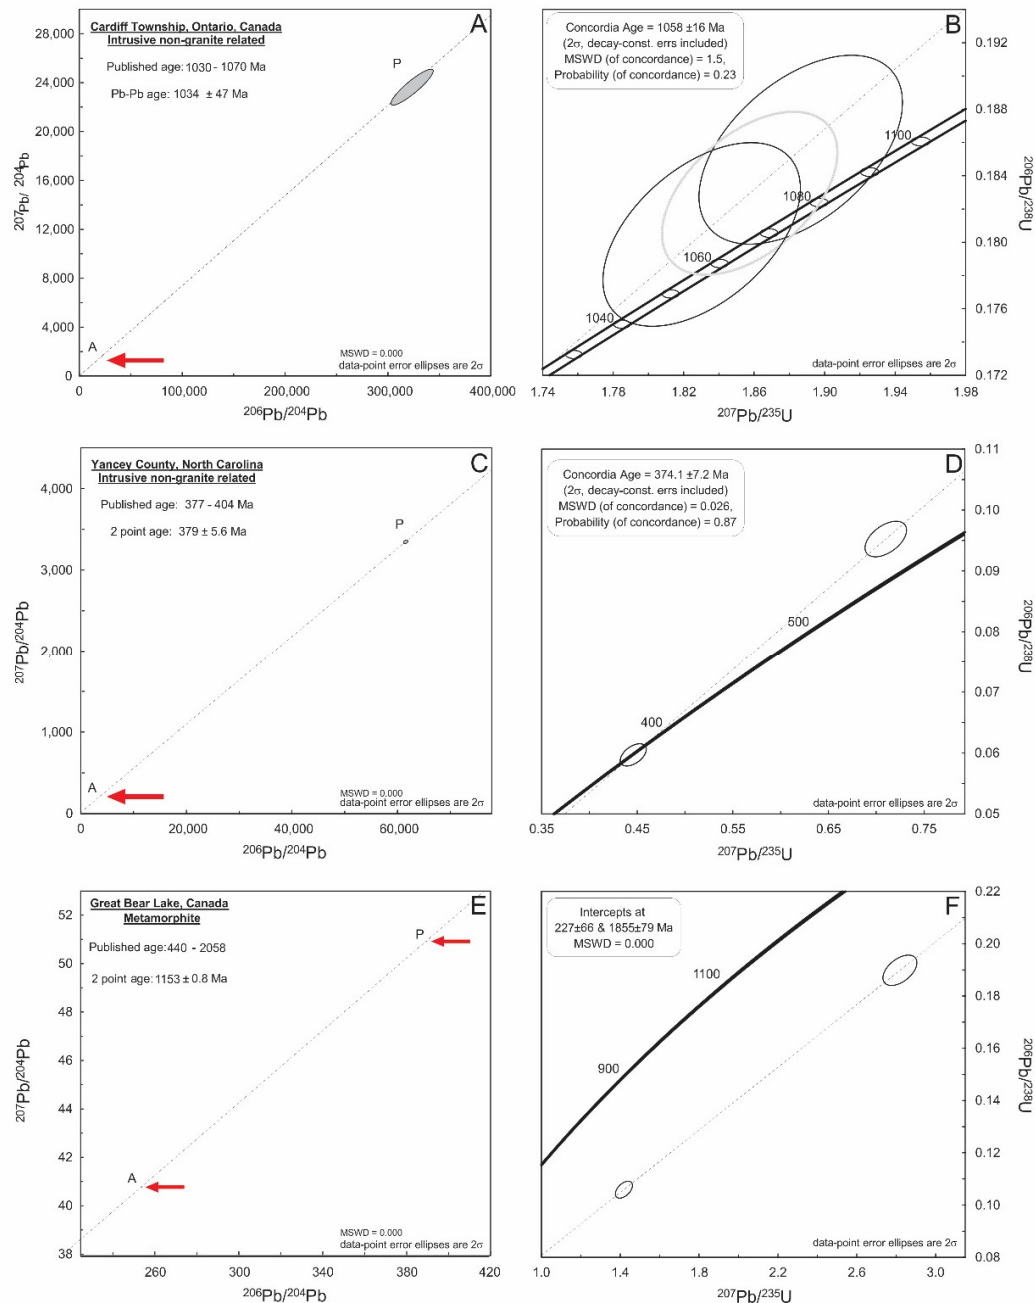 A
Cardiff Township, Ontario, Canada
Intrusive non-granite related
Published age: 1030 - 1070 Ma
Pb-Pb age: 1034 ± 47 Ma
P
A
28,000
24,000
20,000
16,000
12,000
8,000
4,000
0
²⁰⁷Pb/ ²⁰⁴Pb
MSWD = 0.000
data-point error ellipses are 2σ
0
100,000
200,000
300,000
400,000
²⁰⁶Pb/²⁰⁴Pb
B
Concordia Age = 1058 ±16 Ma
(2σ, decay-const. errs included)
MSWD (of concordance) = 1.5,
Probability (of concordance) = 0.23
1100
1080
1060
1040
data-point error ellipses are 2σ
0.192
0.188
0.184
0.180
0.176
0.172
²⁰⁶Pb/²³⁸U
1.74
1.78
1.82
1.86
1.90
1.94
1.98
²⁰⁷Pb/²³⁵U
C
Yancey County, North Carolina
Intrusive non-granite related
Published age: 377 - 404 Ma
2 point age: 379 ± 5.6 Ma
P
A
4,000
3,000
2,000
1,000
0
²⁰⁷Pb/²⁰⁴Pb
MSWD = 0.000
data-point error ellipses are 2σ
0
20,000
40,000
60,000
²⁰⁶Pb/²⁰⁴Pb
D
Concordia Age = 374.1 ±7.2 Ma
(2σ, decay-const. errs included)
MSWD (of concordance) = 0.026,
Probability (of concordance) = 0.87
500
400
data-point error ellipses are 2σ
0.11
0.10
0.09
0.08
0.07
0.06
0.05
²⁰⁶Pb/²³⁸U
0.35
0.45
0.55
0.65
0.75
²⁰⁷Pb/²³⁵U
E
Great Bear Lake, Canada
Metamorphite
Published age: 440 - 2058
2 point age: 1153 ± 0.8 Ma
P
A
52
50
48
46
44
42
40
38
²⁰⁷Pb/²⁰⁴Pb
MSWD = 0.000
data-point error ellipses are 2σ
260
300
340
380
420
²⁰⁶Pb/²⁰⁴Pb
F
Intercepts at
227±66 & 1855±79 Ma
MSWD = 0.000
1100
900
data-point error ellipses are 2σ
0.22
0.20
0.18
0.16
0.14
0.12
0.10
0.08
²⁰⁶Pb/²³⁸U
1.0
1.4
1.8
2.2
2.6
3.0
²⁰⁷Pb/²³⁵U